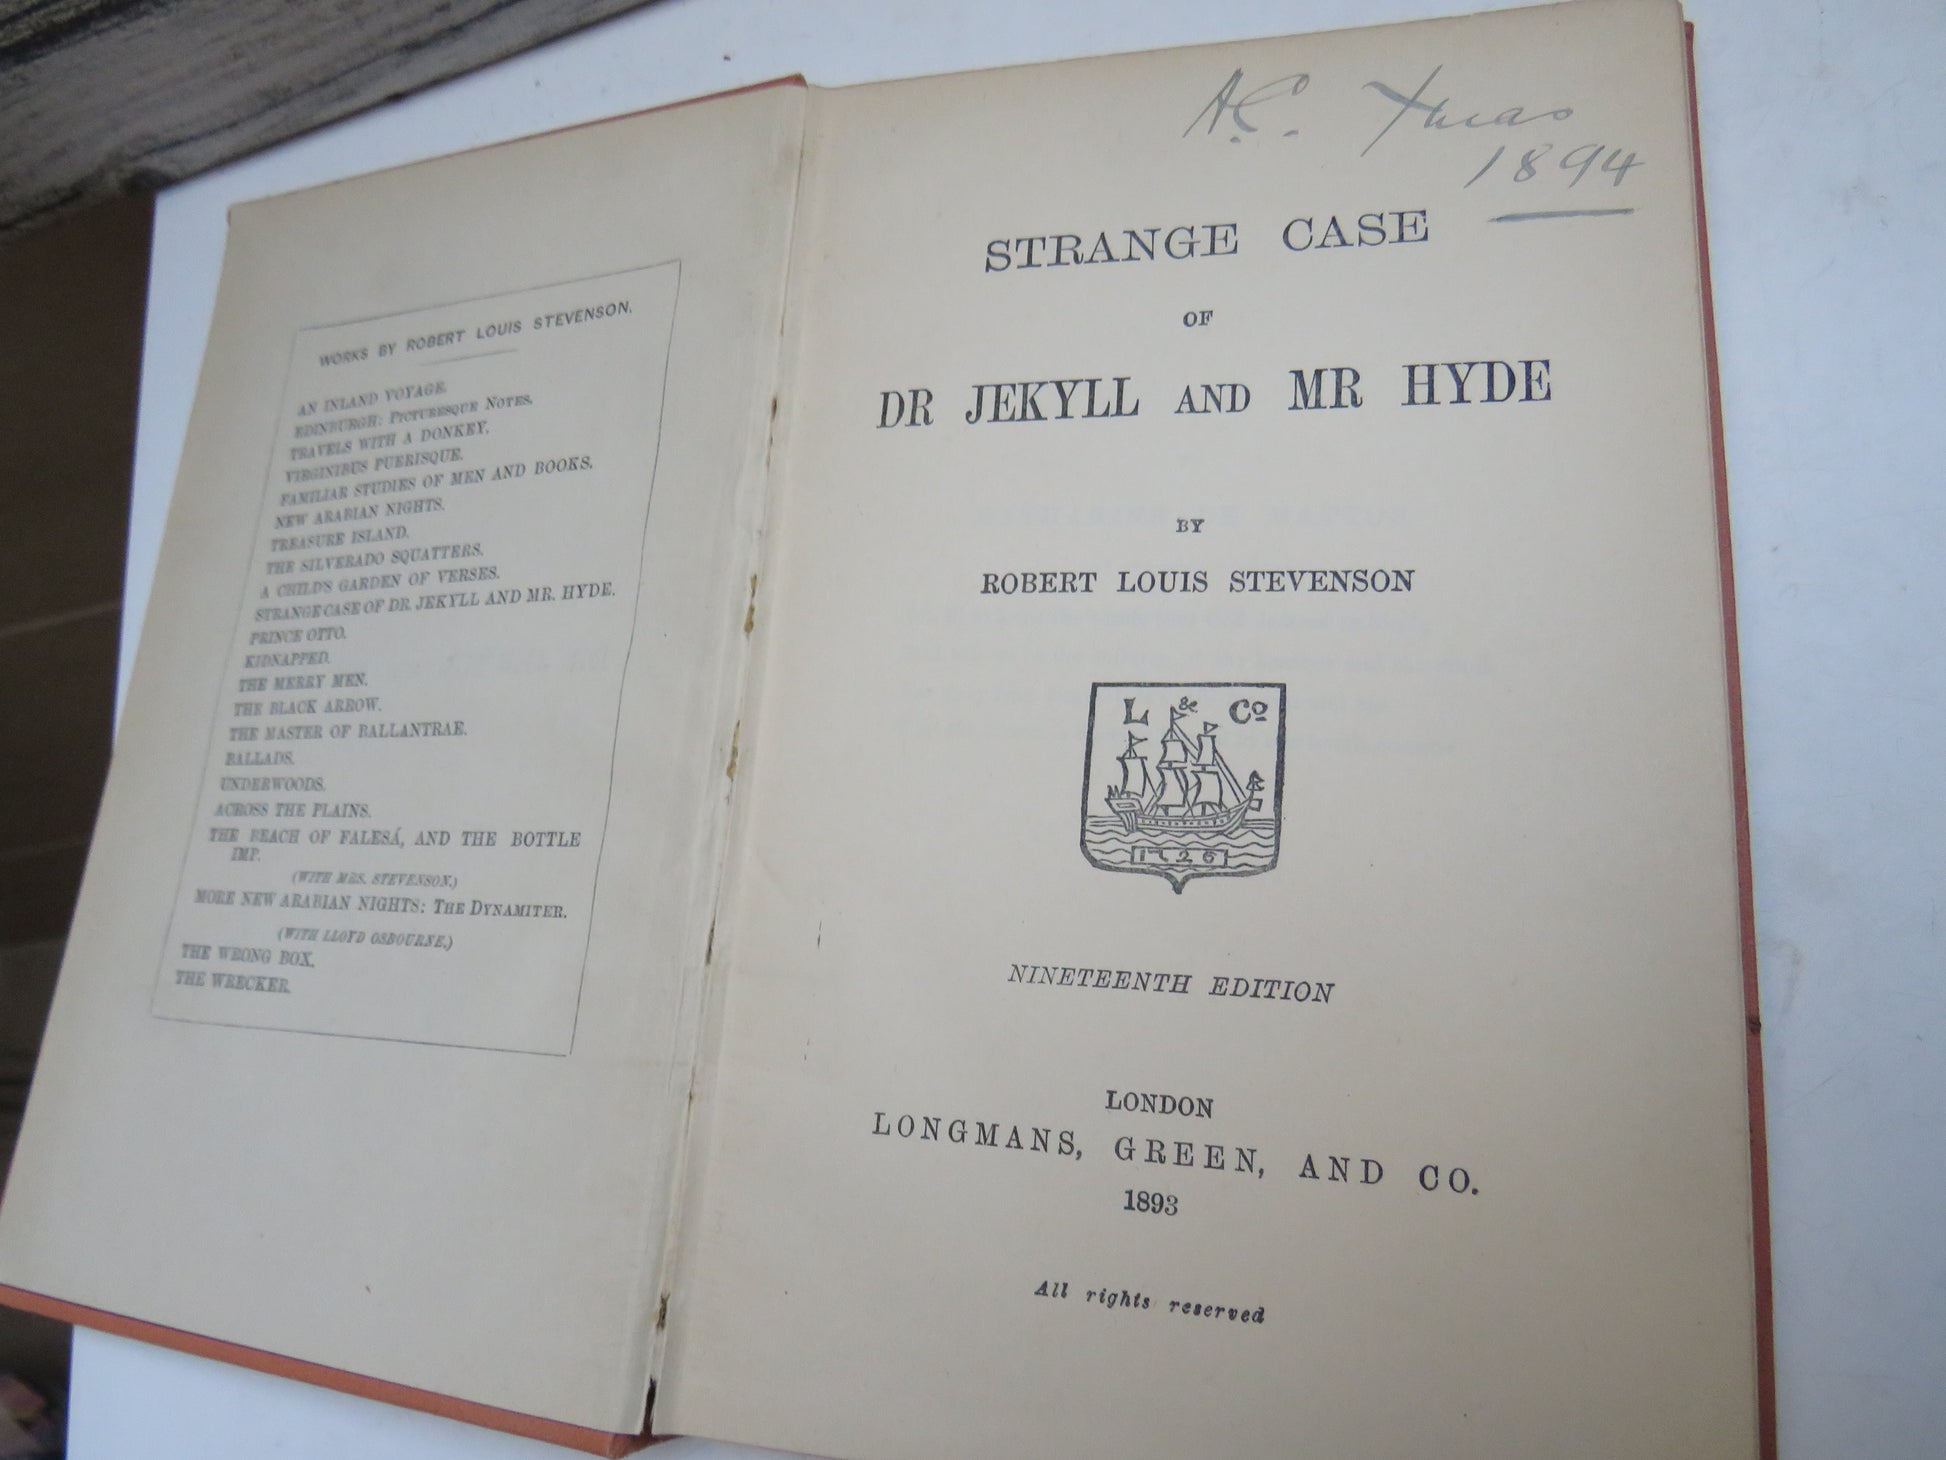 WORKS BY ROBERT LOUIS STEVENSON.
AN INLAND VOYAGE.
EDINBURGH: PICTURESQUE NOTES.
TRAVELS WITH A DONKEY.
VIRGINIBUS PUERISQUE.
FAMILIAR STUDIES OF MEN AND BOOKS.
NEW ARABIAN NIGHTS.
TREASURE ISLAND.
THE SILVERADO SQUATTERS.
A CHILD'S GARDEN OF VERSES.
STRANGE CASE OF DR. JEKYLL AND MR. HYDE.
PRINCE OTTO.
KIDNAPPED.
THE MERRY MEN.
THE BLACK ARROW.
THE MASTER OF BALLANTRAE.
BALLADS.
UNDERWOODS.
ACROSS THE PLAINS.
THE BEACH OF FALESÁ, AND THE BOTTLE
IMP.
(WITH MRS. STEVENSON.)
MORE NEW ARABIAN NIGHTS: THE DYNAMITER.
(WITH LLOYD OSBOURNE.)
THE WRONG BOX.
THE WRECKER.
A.C. Xmas
1894
STRANGE CASE
OF
DR JEKYLL AND MR HYDE
BY
ROBERT LOUIS STEVENSON
L & Co
1726
NINETEENTH EDITION
LONDON
LONGMANS, GREEN, AND CO.
1893
All rights reserved